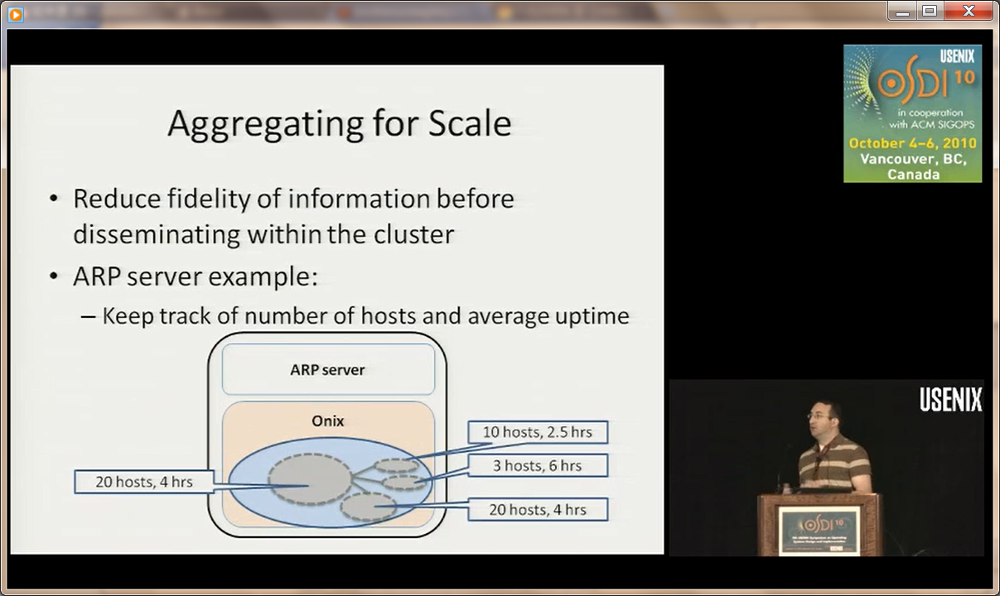 Aggregating for Scale
• Reduce fidelity of information before
disseminating within the cluster
• ARP server example:
– Keep track of number of hosts and average uptime
ARP server
Onix
10 hosts, 2.5 hrs
3 hosts, 6 hrs
20 hosts, 4 hrs
20 hosts, 4 hrs
USENIX
OSDI 10
in cooperation
with ACM SIGOPS
October 4–6, 2010
Vancouver, BC,
Canada
USENIX
OSDI 10
USENIX